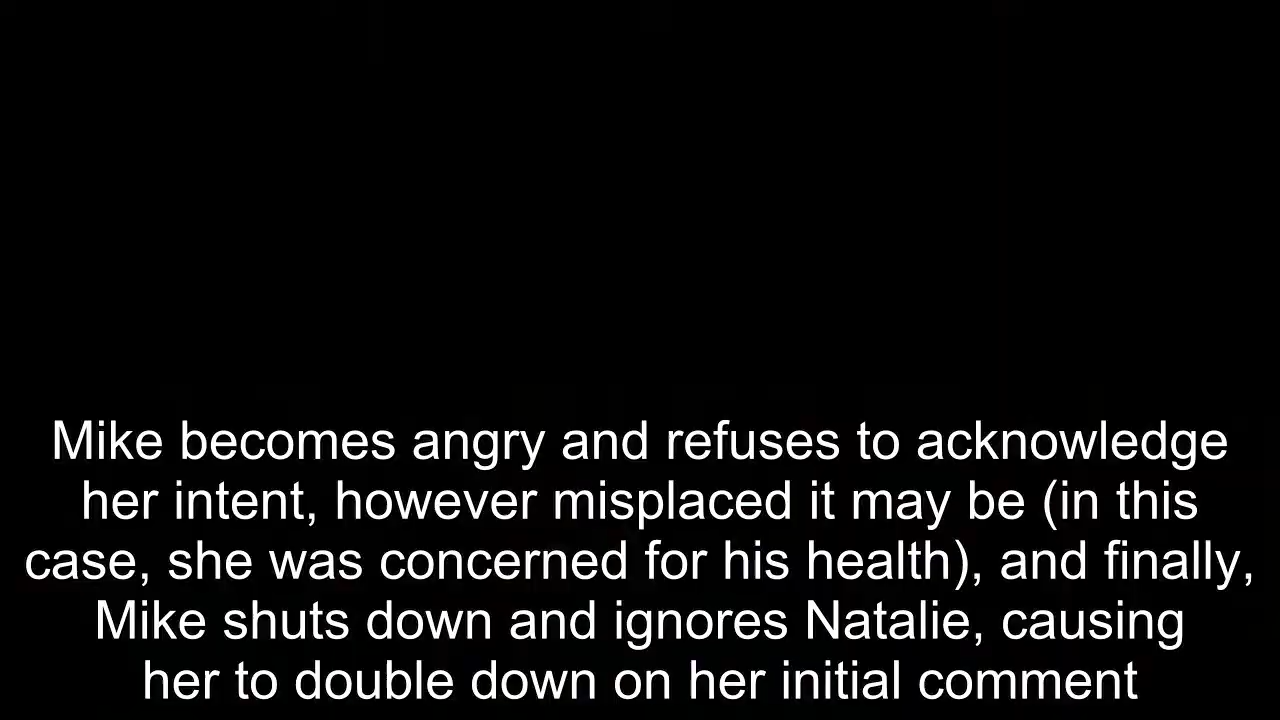 Mike becomes angry and refuses to acknowledge
her intent, however misplaced it may be (in this
case, she was concerned for his health), and finally,
Mike shuts down and ignores Natalie, causing
her to double down on her initial comment